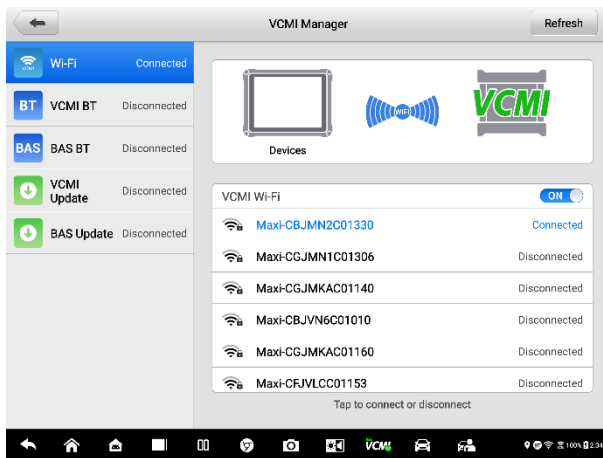 VCMI Manager
Refresh
Wi-Fi Connected
BT VCMI BT Disconnected
BAS BAS BT Disconnected
VCMI
Update Disconnected
BAS Update Disconnected
WIFI
VCMI
Devices
VCMI Wi-Fi ON
Maxi-CBJMN2C01330 Connected
Maxi-CGJMN1C01306 Disconnected
Maxi-CGJMKAC01140 Disconnected
Maxi-CBJVN6C01010 Disconnected
Maxi-CGJMKAC01160 Disconnected
Maxi-CFJVLCC01153 Disconnected
Tap to connect or disconnect
VCMI 100% 2:34